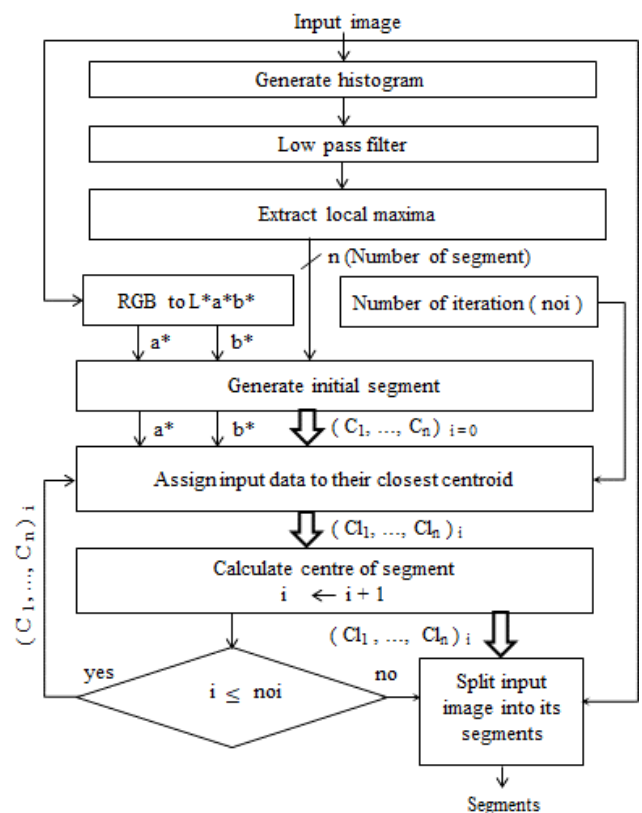 Input image
Generate histogram
Low pass filter
Extract local maxima
n (Number of segment)
RGB to L*a*b*
Number of iteration ( noi )
a*
b*
Generate initial segment
a*
b*
( C1, ..., Cn) i=0
Assign input data to their closest centroid
( C1, ..., Cn) i
( Cl1, ..., Cln) i
Calculate centre of segment
i ← i + 1
( Cl1 , ..., Cln) i
yes
i ≤ noi
no
Split input
image into its
segments
Segments